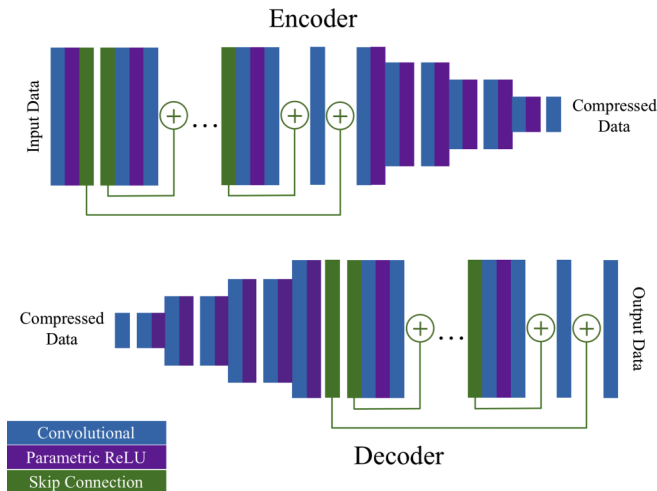 Encoder
Input Data
+
...
+
+
Compressed
Data
Compressed
Data
+
...
+
+
Output Data
Convolutional
Parametric ReLU
Skip Connection
Decoder